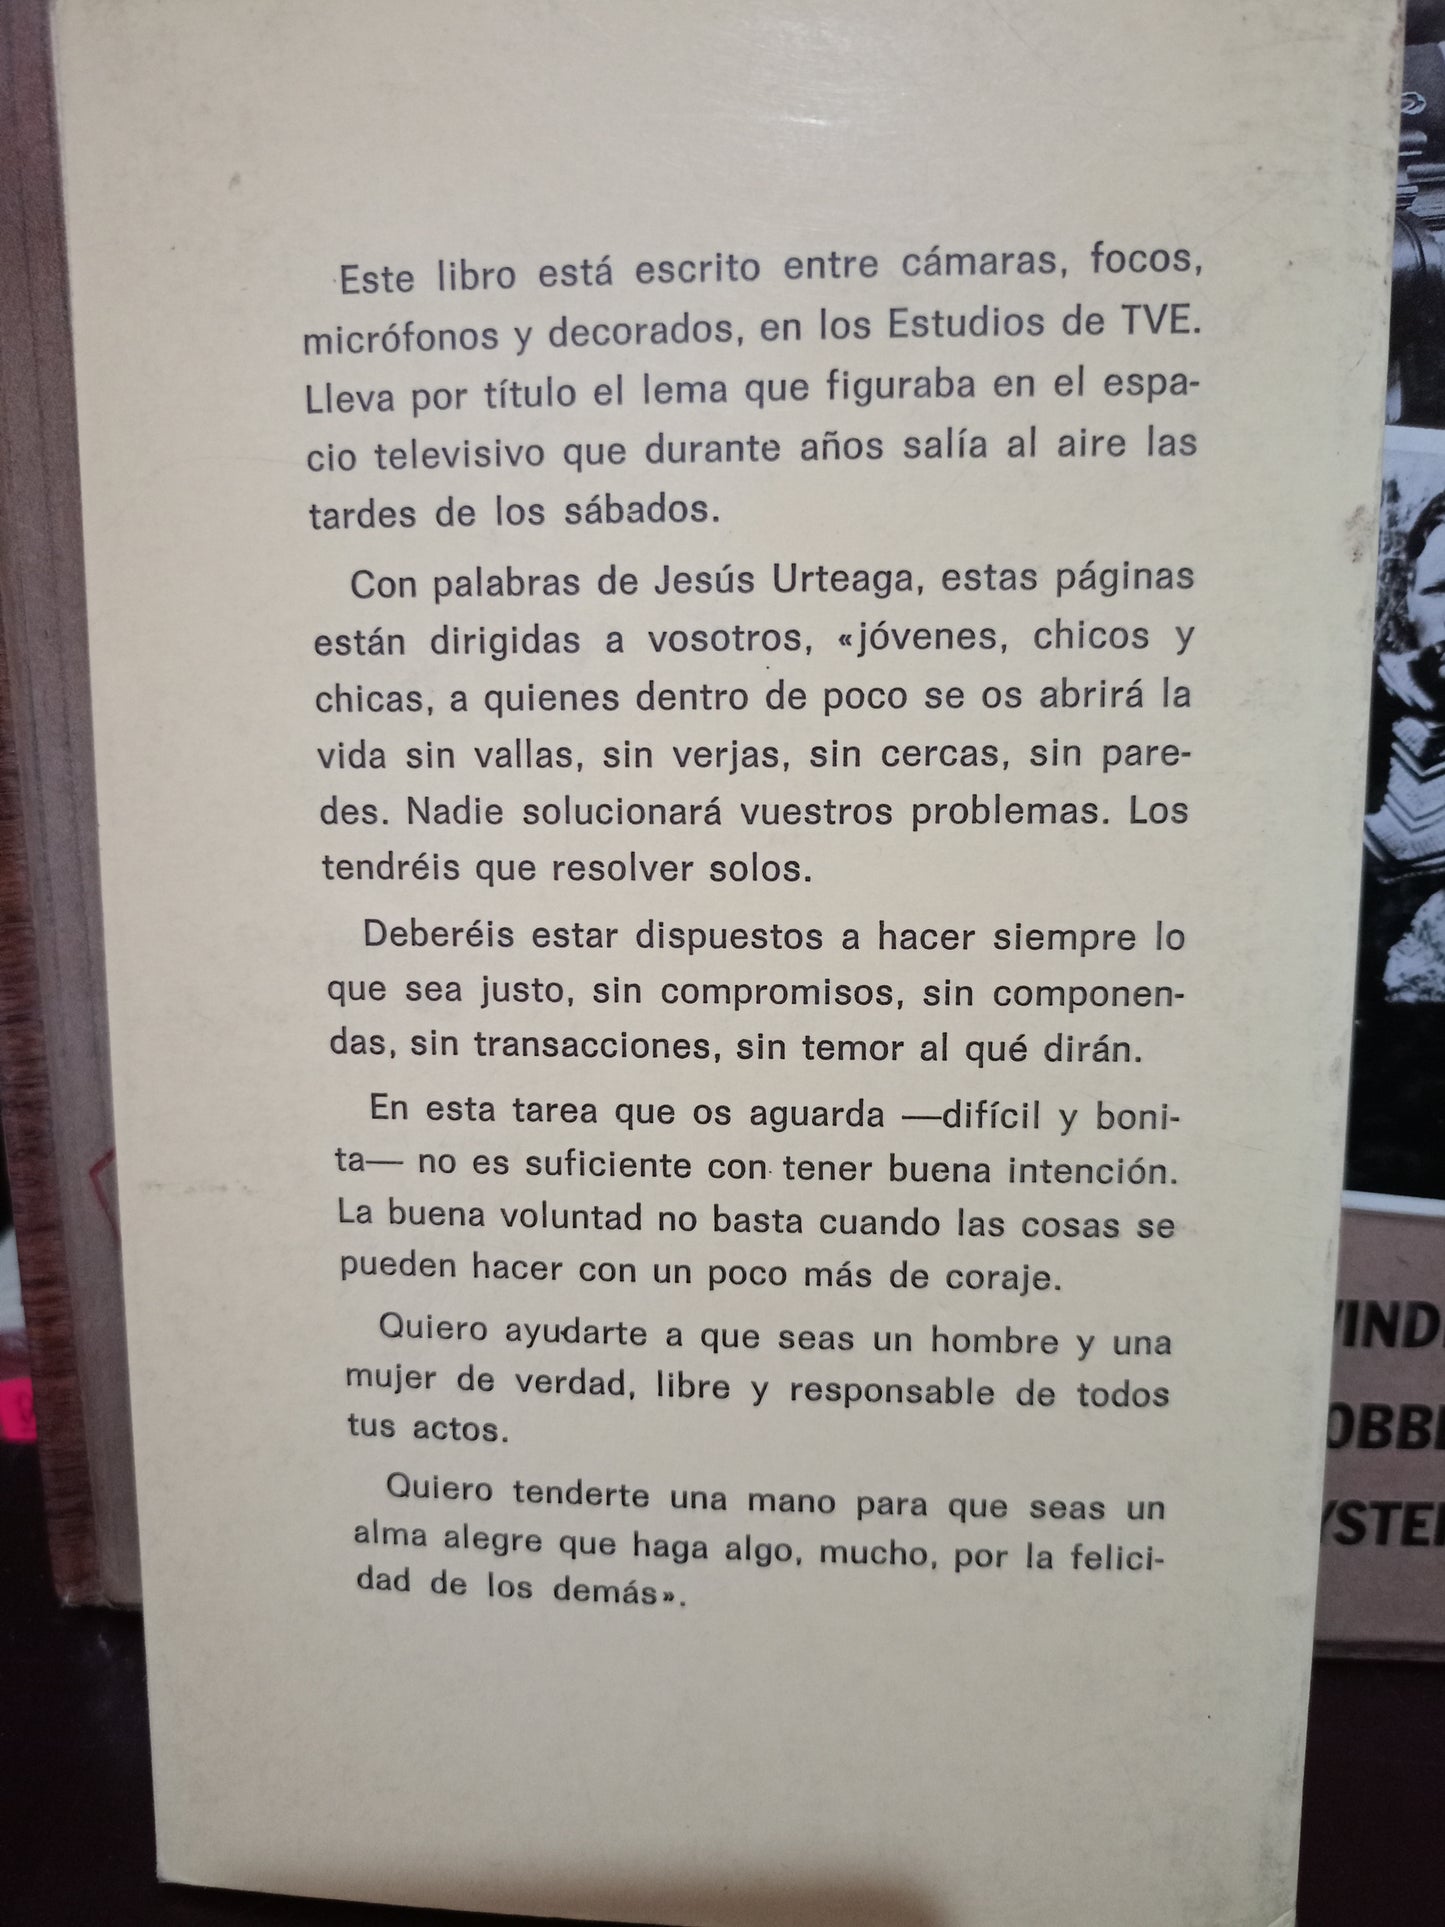 Este libro está escrito entre cámaras, focos,
micrófonos y decorados, en los Estudios de TVE.
Lleva por título el lema que figuraba en el espa-
cio televisivo que durante años salía al aire las
tardes de los sábados.
Con palabras de Jesús Urteaga, estas páginas
están dirigidas a vosotros, «jóvenes, chicos y
chicas, a quienes dentro de poco se os abrirá la
vida sin vallas, sin verjas, sin cercas, sin pare-
des. Nadie solucionará vuestros problemas. Los
tendréis que resolver solos.
Deberéis estar dispuestos a hacer siempre lo
que sea justo, sin compromisos, sin componen-
das, sin transacciones, sin temor al qué dirán.
En esta tarea que os aguarda —difícil y boni-
ta— no es suficiente con tener buena intención.
La buena voluntad no basta cuando las cosas se
pueden hacer con un poco más de coraje.
Quiero ayudarte a que seas un hombre y una
mujer de verdad, libre y responsable de todos
tus actos.
Quiero tenderte una mano para que seas un
alma alegre que haga algo, mucho, por la felici-
dad de los demás».